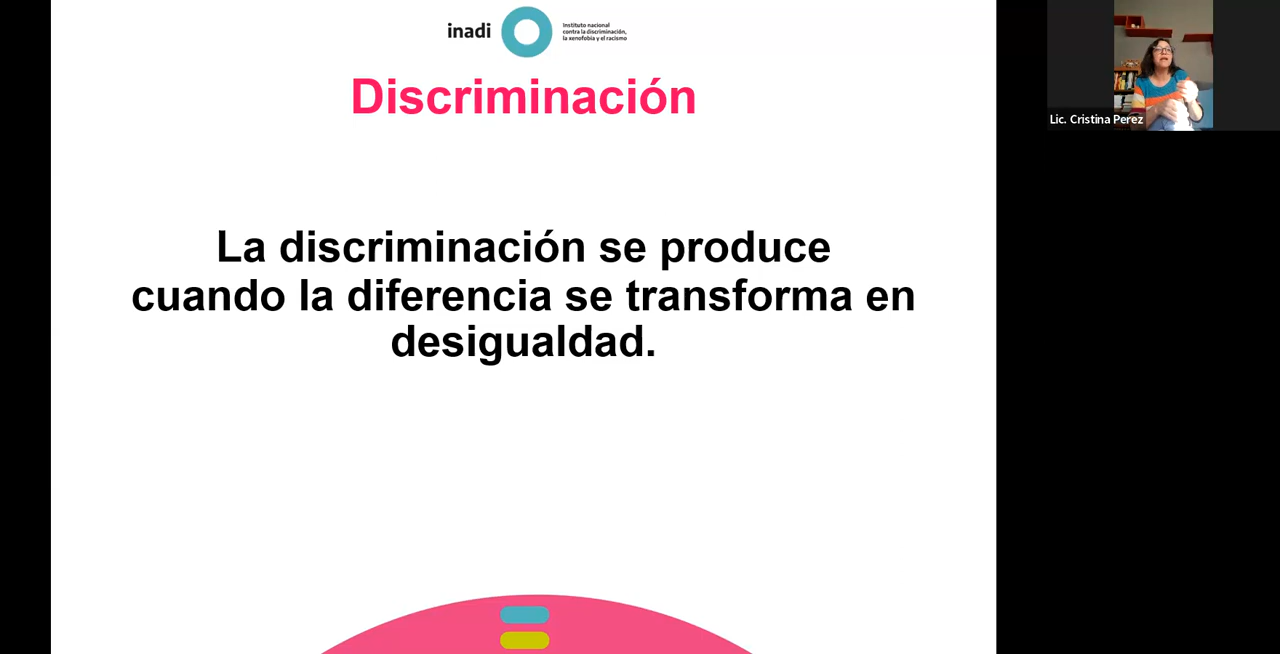 inadi
Instituto nacional
contra la discriminación,
la xenofobia y el racismo
Discriminación
La discriminación se produce
cuando la diferencia se transforma en
desigualdad.
Lic. Cristina Perez